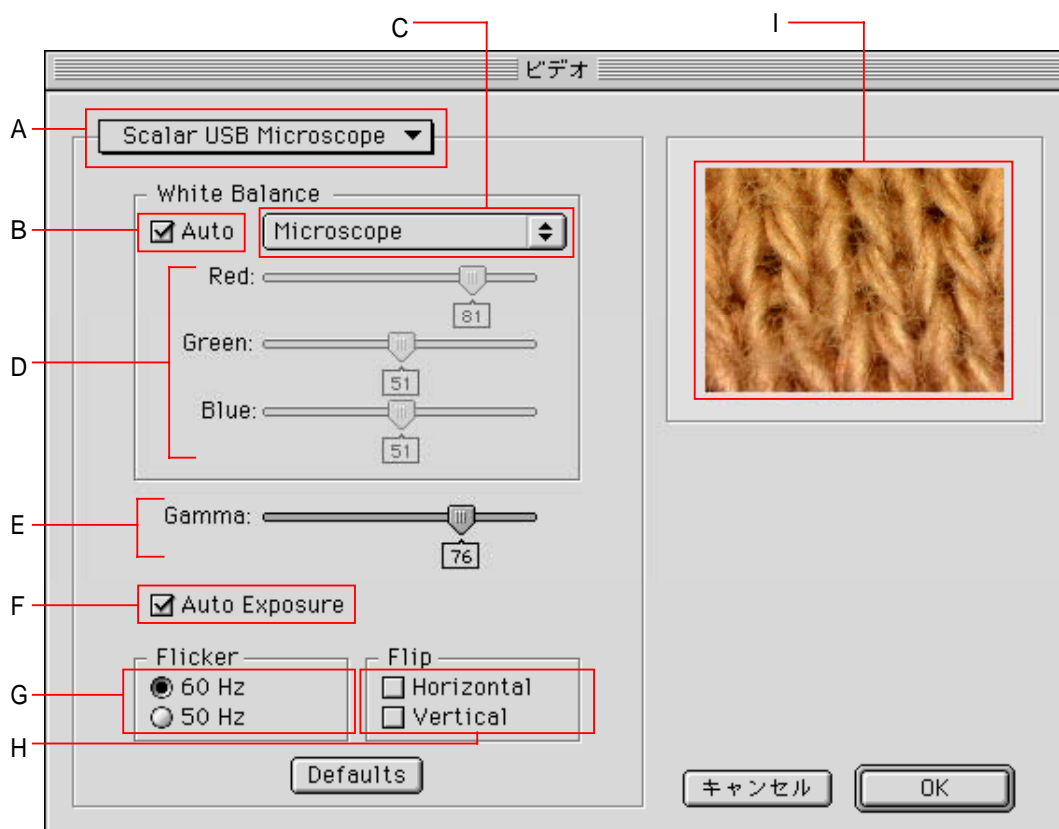 C
I
ビデオ
A
Scalar USB Microscope
White Balance
B
Auto
Microscope
Red:
81
Green:
D
51
Blue:
51
E
Gamma:
76
F
Auto Exposure
Flicker
Flip
G
60 Hz
Horizontal
50 Hz
Vertical
H
Defaults
キャンセル
OK